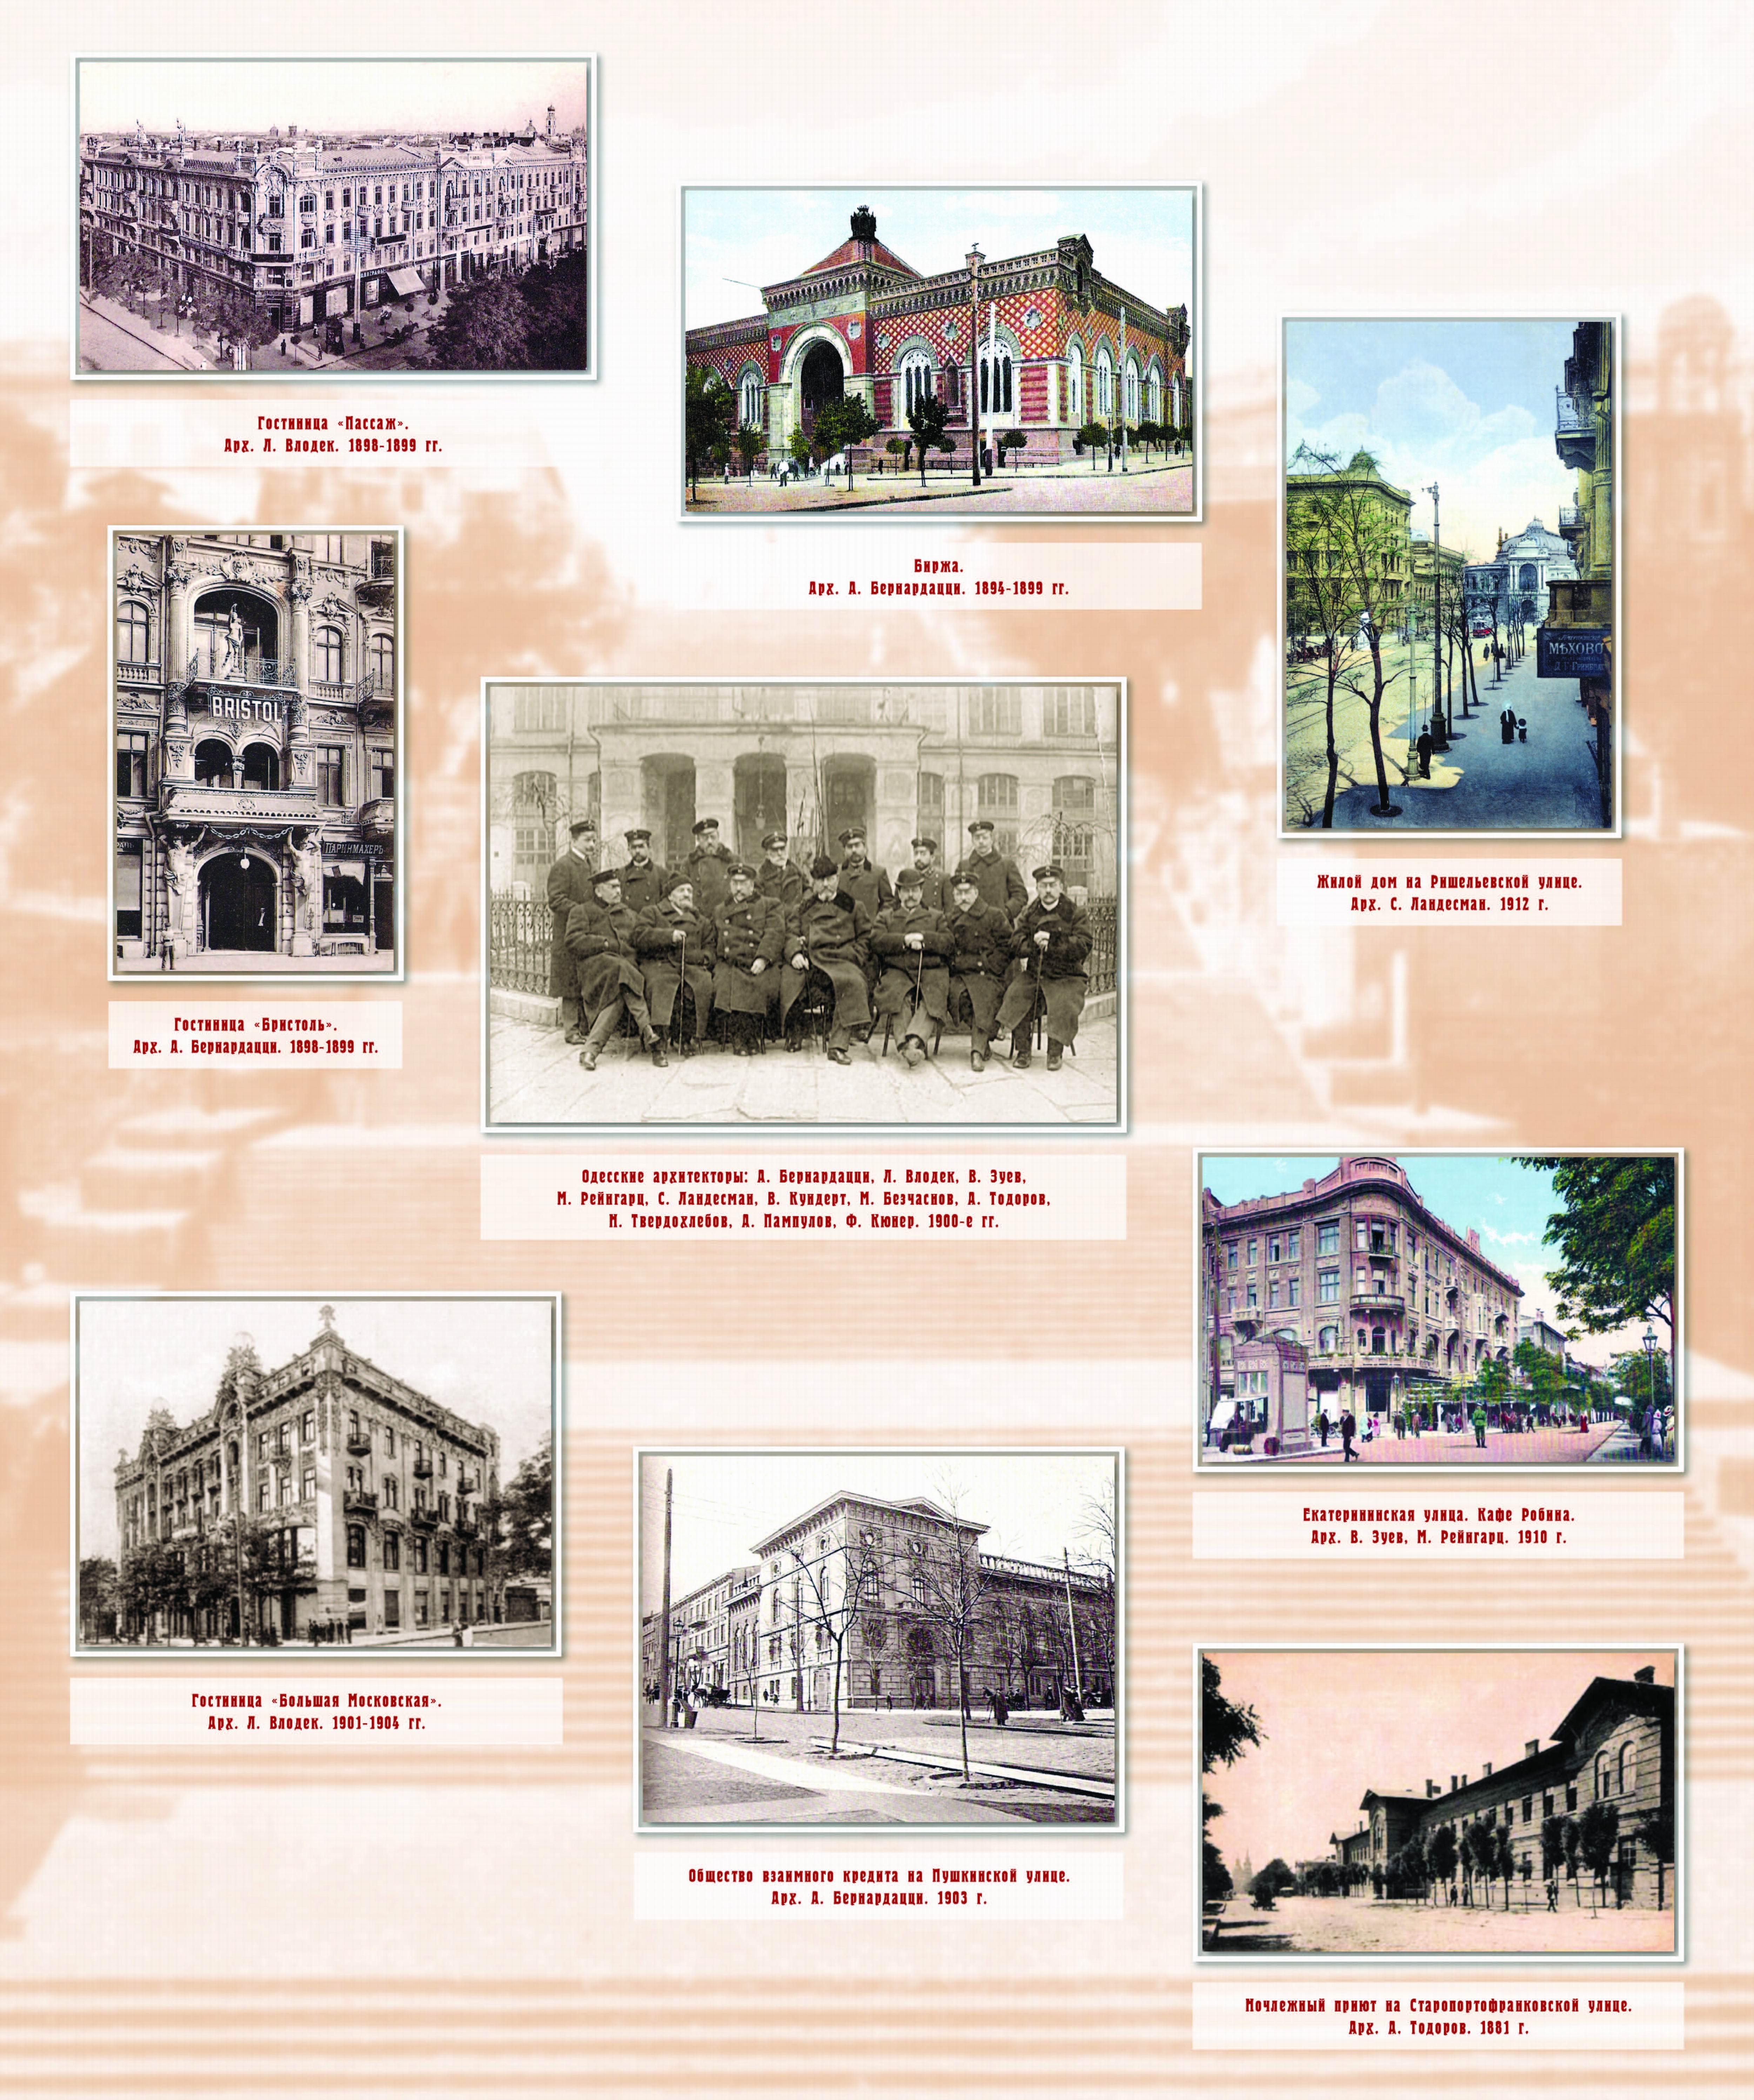 Гостиница «Пассаж».
Арх. Л. Влодек. 1898-1899 гг.
Биржа.
Арх. А. Бернардацци. 1894-1899 гг.
BRISTOL
ПАРИКМАХЕРЪ
Гостиница «Бристоль».
Арх. А. Бернардацци. 1898-1899 гг.
МѢХОВО
Жилой дом на Ришельевской улице.
Арх. С. Ландесман. 1912 г.
Одесские архитекторы: А. Бернардацци, Л. Влодек, В. Зуев,
М. Рейнгарц, С. Ландесман, В. Кундерт, М. Безчаснов, А. Тодоров,
Н. Твердохлебов, А. Пампулов, Ф. Кюнер. 1900-е гг.
Екатерининская улица. Кафе Робина.
Арх. В. Зуев, М. Рейнгарц. 1910 г.
Гостиница «Большая Московская».
Арх. Л. Влодек. 1901-1904 гг.
Общество взаимного кредита на Пушкинской улице.
Арх. А. Бернардацци. 1903 г.
Ночлежный приют на Старопортофранковской улице.
Арх. А. Тодоров. 1881 г.